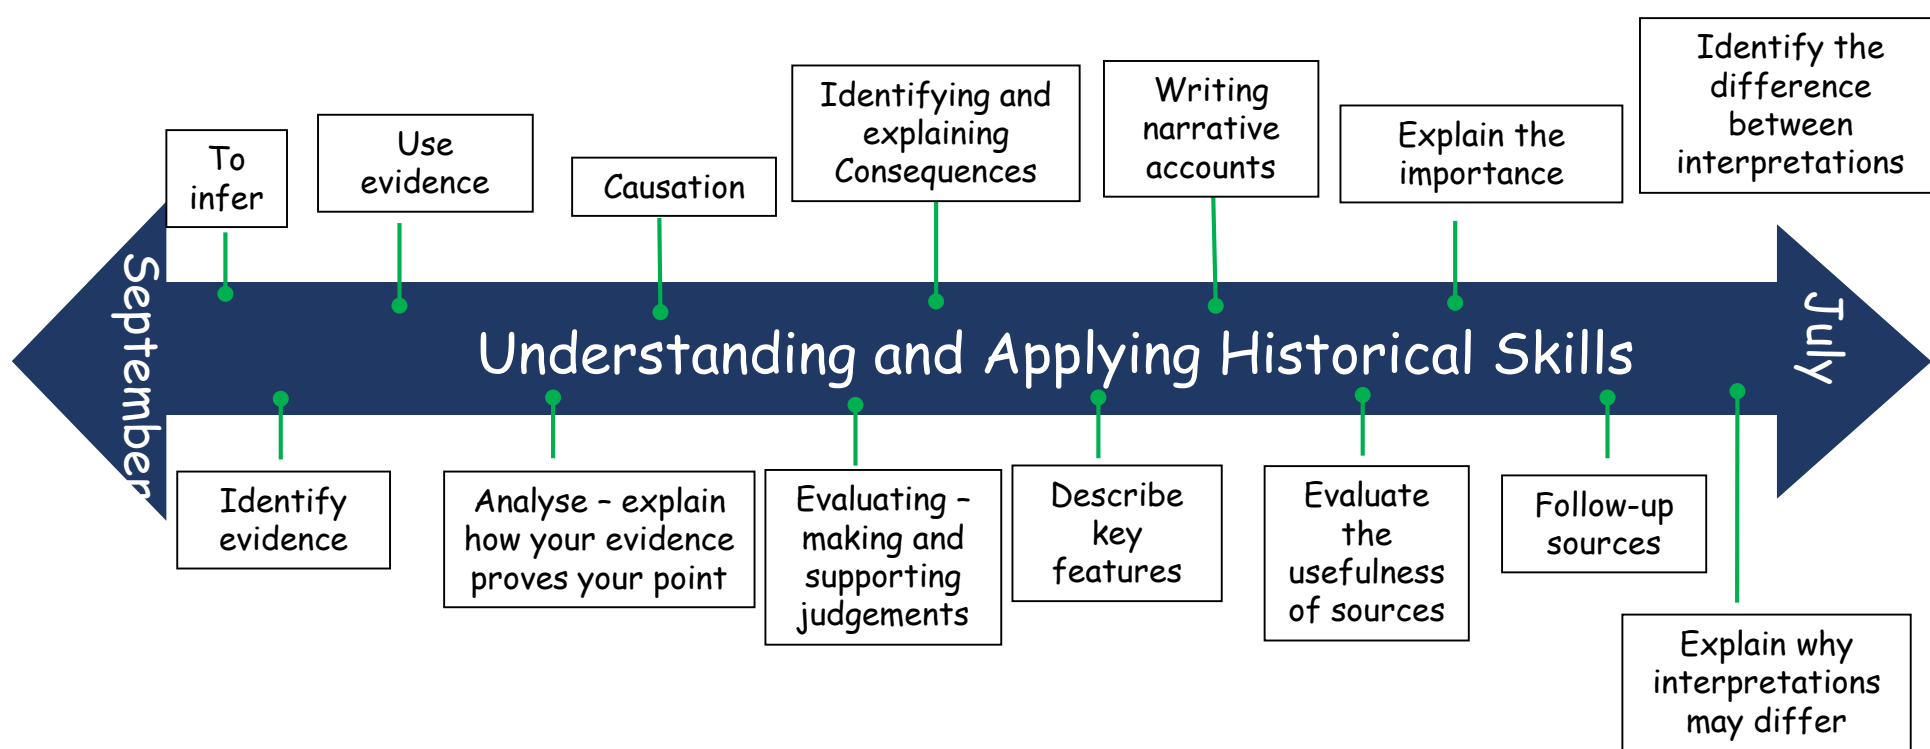 To
infer
Use
evidence
Causation
Identifying and
explaining
Consequences
Writing
narrative
accounts
Explain the
importance
Identify the
difference
between
interpretations
September
Understanding and Applying Historical Skills
July
Identify
evidence
Analyse – explain
how your evidence
proves your point
Evaluating –
making and
supporting
judgements
Describe
key
features
Evaluate
the
usefulness
of sources
Follow-up
sources
Explain why
interpretations
may differ